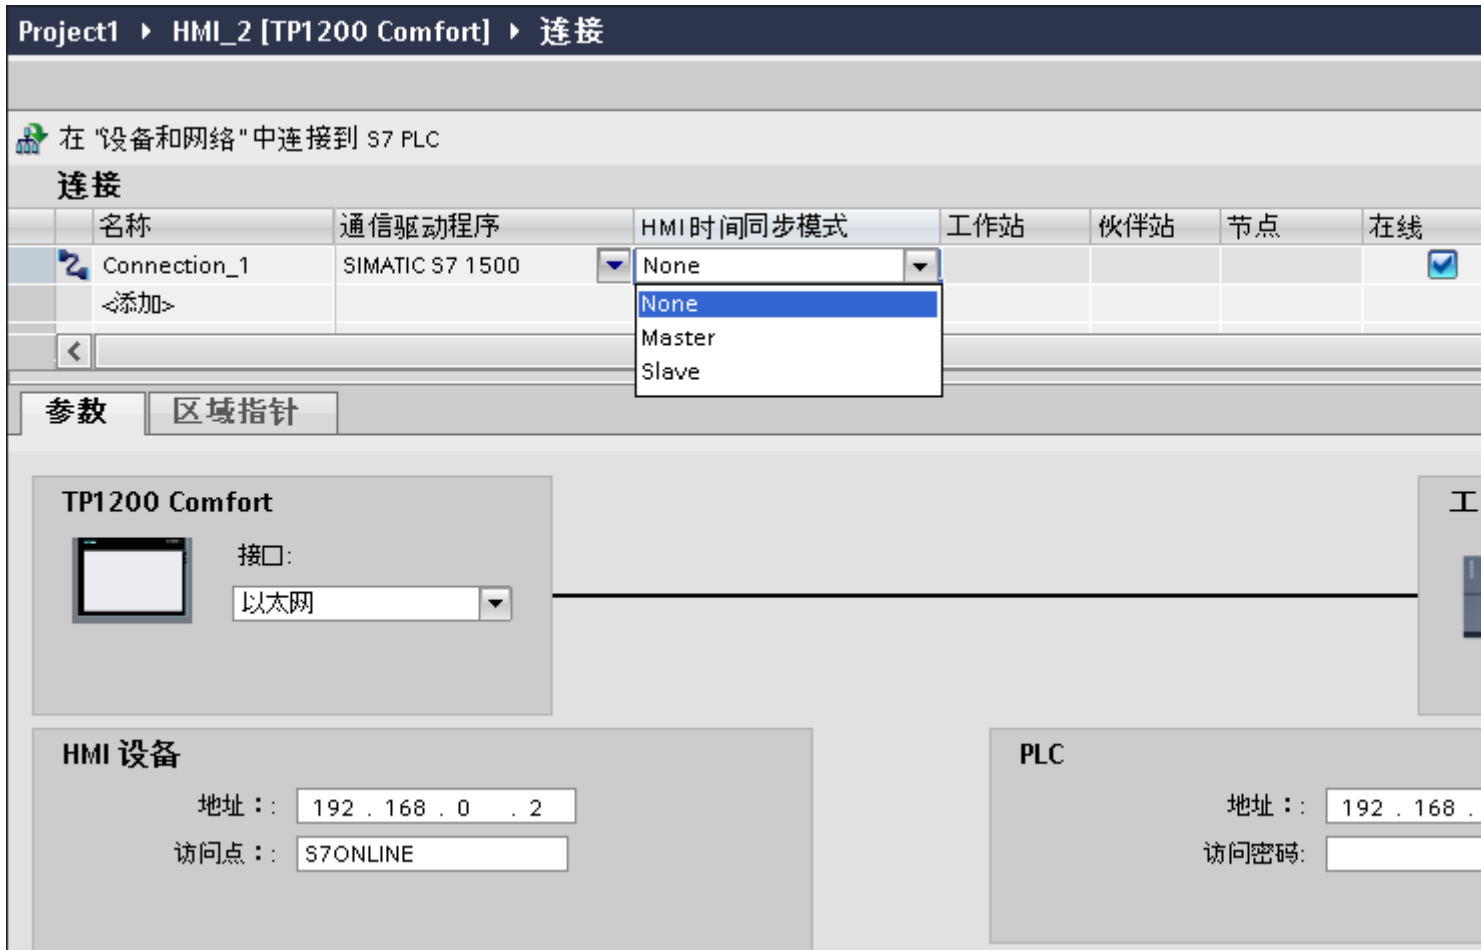 Project1 ▸ HMI_2 [TP1200 Comfort] ▸ 连接
在 "设备和网络" 中连接到 S7 PLC
连接
名称 通信驱动程序 HMI时间同步模式 工作站 伙伴站 节点 在线
Connection_1 SIMATIC S7 1500 None
<添加>
None
Master
Slave
参数 区域指针
TP1200 Comfort 工
接口:
以太网
HMI 设备 PLC
地址：: 192 . 168 . 0 . 2 地址：: 192 . 168 .
访问点：: S7ONLINE 访问密码: